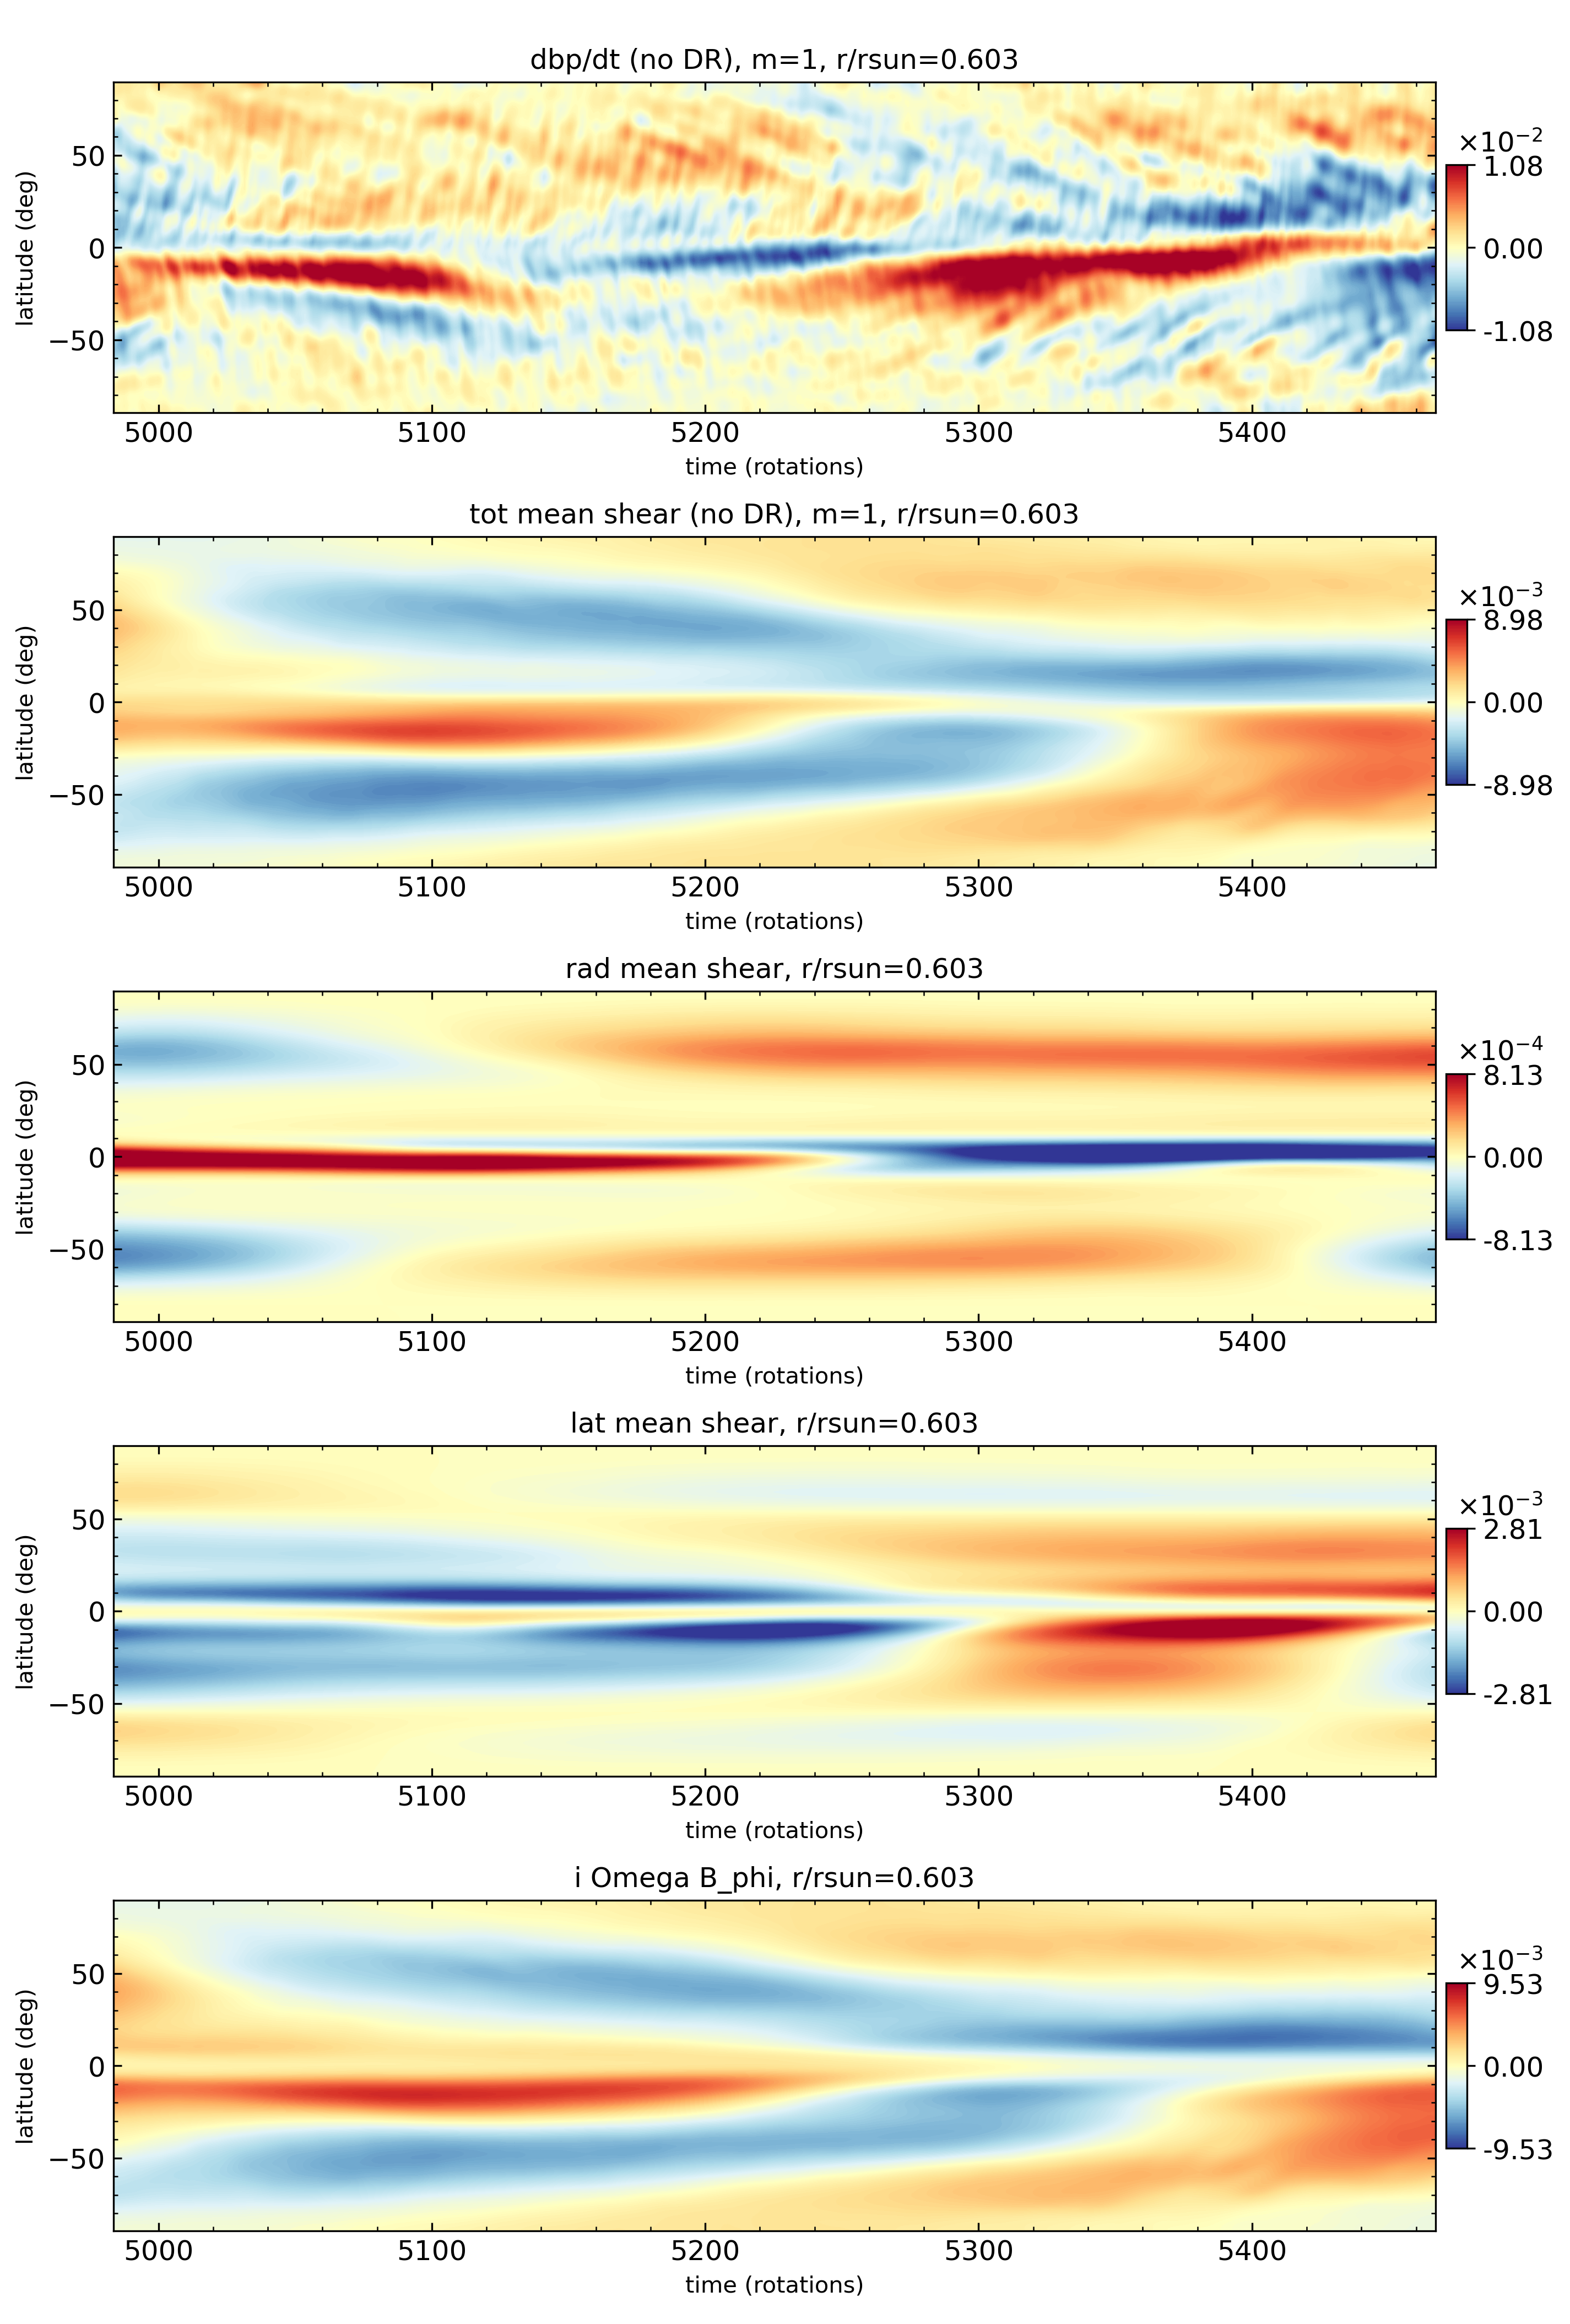 dbp/dt (no DR), m=1, r/rsun=0.603
latitude (deg)
50
0
−50
5000 5100 5200 5300 5400
time (rotations)
×10−2
1.08
0.00
-1.08
tot mean shear (no DR), m=1, r/rsun=0.603
latitude (deg)
50
0
−50
5000 5100 5200 5300 5400
time (rotations)
×10−3
8.98
0.00
-8.98
rad mean shear, r/rsun=0.603
latitude (deg)
50
0
−50
5000 5100 5200 5300 5400
time (rotations)
×10−4
8.13
0.00
-8.13
lat mean shear, r/rsun=0.603
latitude (deg)
50
0
−50
5000 5100 5200 5300 5400
time (rotations)
×10−3
2.81
0.00
-2.81
i Omega B_phi, r/rsun=0.603
latitude (deg)
50
0
−50
5000 5100 5200 5300 5400
time (rotations)
×10−3
9.53
0.00
-9.53